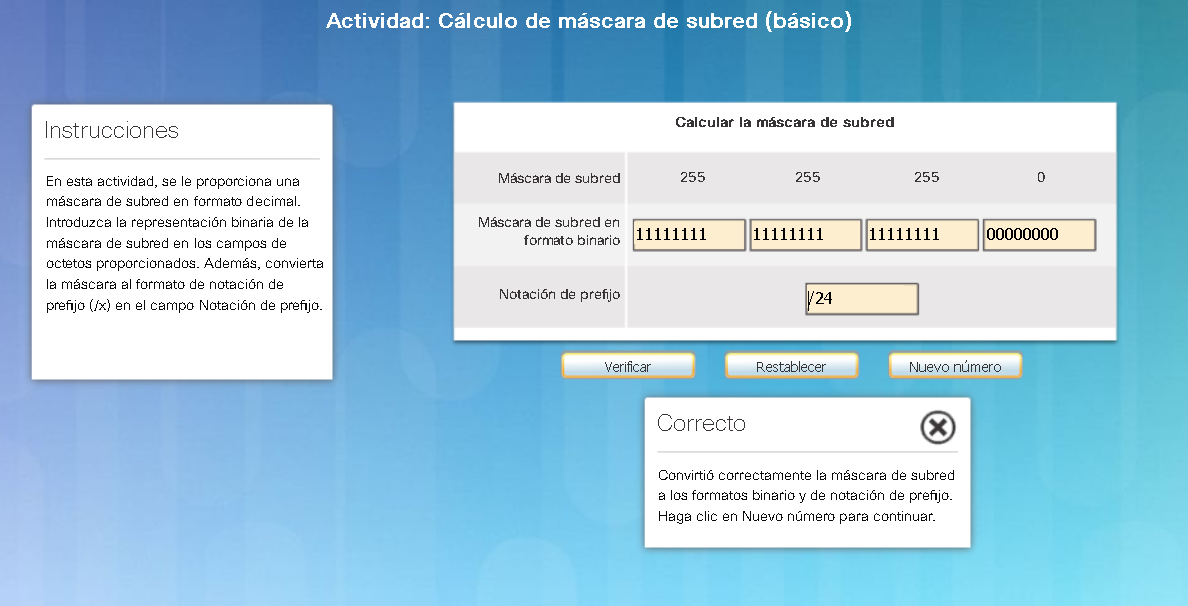 Actividad: Cálculo de máscara de subred (básico)
Instrucciones
En esta actividad, se le proporciona una
máscara de subred en formato decimal.
Introduzca la representación binaria de la
máscara de subred en los campos de
octetos proporcionados. Además, convierta
la máscara al formato de notación de
prefijo (/x) en el campo Notación de prefijo.
Calcular la máscara de subred
Máscara de subred 255 255 255 0
Máscara de subred en
formato binario 11111111 11111111 11111111 00000000
Notación de prefijo /24
Verificar Restablecer Nuevo número
Correcto
Convirtió correctamente la máscara de subred
a los formatos binario y de notación de prefijo.
Haga clic en Nuevo número para continuar.